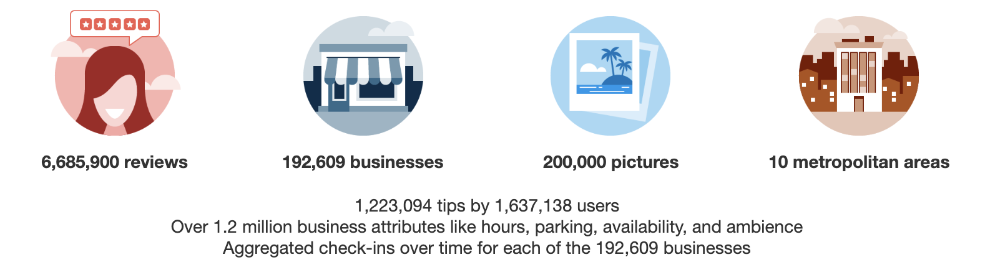 6,685,900 reviews
192,609 businesses
200,000 pictures
10 metropolitan areas
1,223,094 tips by 1,637,138 users
Over 1.2 million business attributes like hours, parking, availability, and ambience
Aggregated check-ins over time for each of the 192,609 businesses